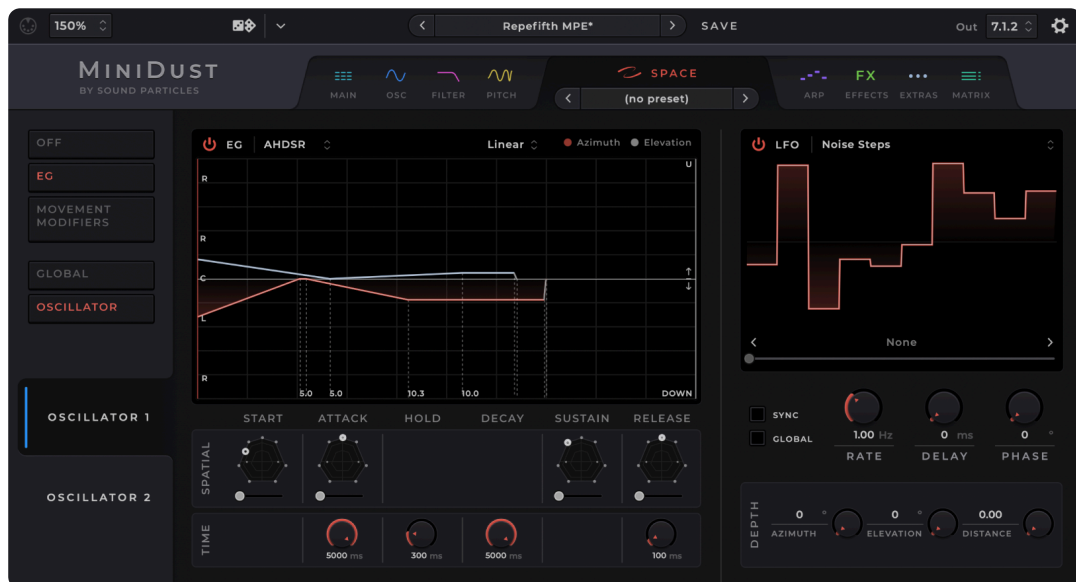 150%
Repefifth MPE*
SAVE
Out 7.1.2
MINIDUST
BY SOUND PARTICLES
MAIN OSC FILTER PITCH
SPACE
(no preset)
ARP FX EFFECTS EXTRAS MATRIX
OFF
EG
MOVEMENT
MODIFIERS
GLOBAL
OSCILLATOR
OSCILLATOR 1
OSCILLATOR 2
EG AHDSR Linear Azimuth Elevation
U
R
R
C
L
R
5.0 5.0 10.3 10.0 DOWN
START ATTACK HOLD DECAY SUSTAIN RELEASE
SPATIAL
TIME
5000 ms 300 ms 5000 ms 100 ms
LFO Noise Steps
None
SYNC
GLOBAL
1.00 Hz 0 ms 0 °
RATE DELAY PHASE
DEPTH
0 ° 0 ° 0.00
AZIMUTH ELEVATION DISTANCE